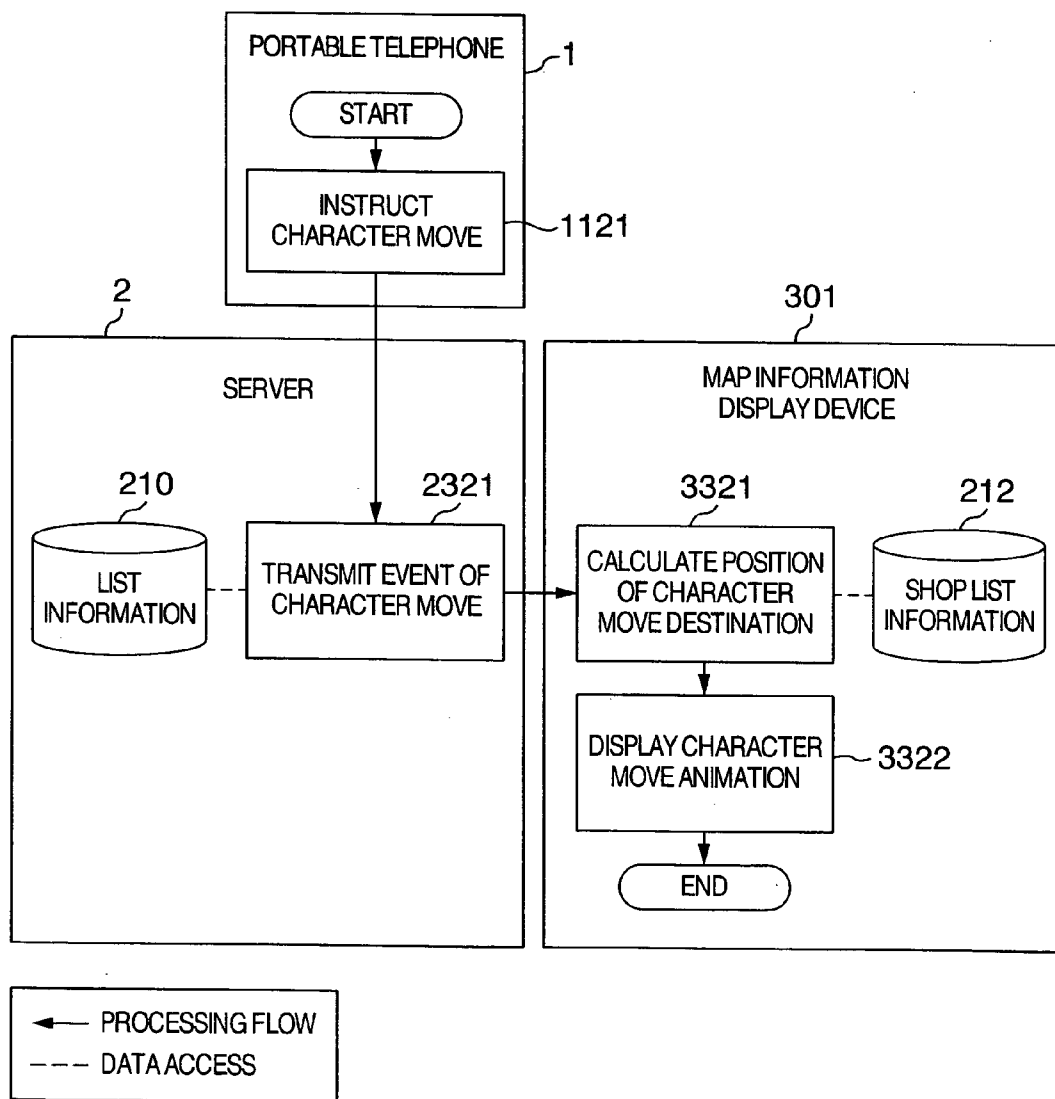 PORTABLE TELEPHONE
1
START
INSTRUCT
CHARACTER MOVE
1121
2
SERVER
210
LIST
INFORMATION
2321
TRANSMIT EVENT OF
CHARACTER MOVE
301
MAP INFORMATION
DISPLAY DEVICE
3321
CALCULATE POSITION
OF CHARACTER
MOVE DESTINATION
212
SHOP LIST
INFORMATION
DISPLAY CHARACTER
MOVE ANIMATION
3322
END
PROCESSING FLOW
DATA ACCESS